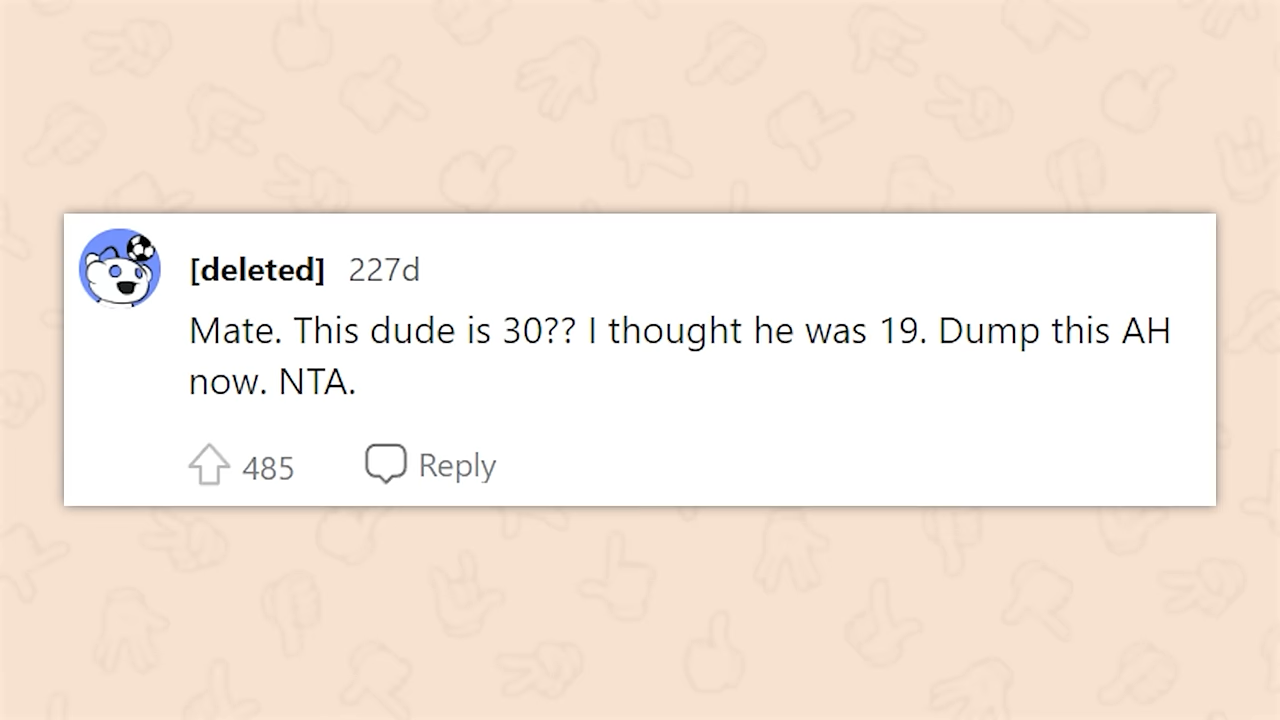 [deleted] 227d
Mate. This dude is 30?? I thought he was 19. Dump this AH
now. NTA.
485 Reply